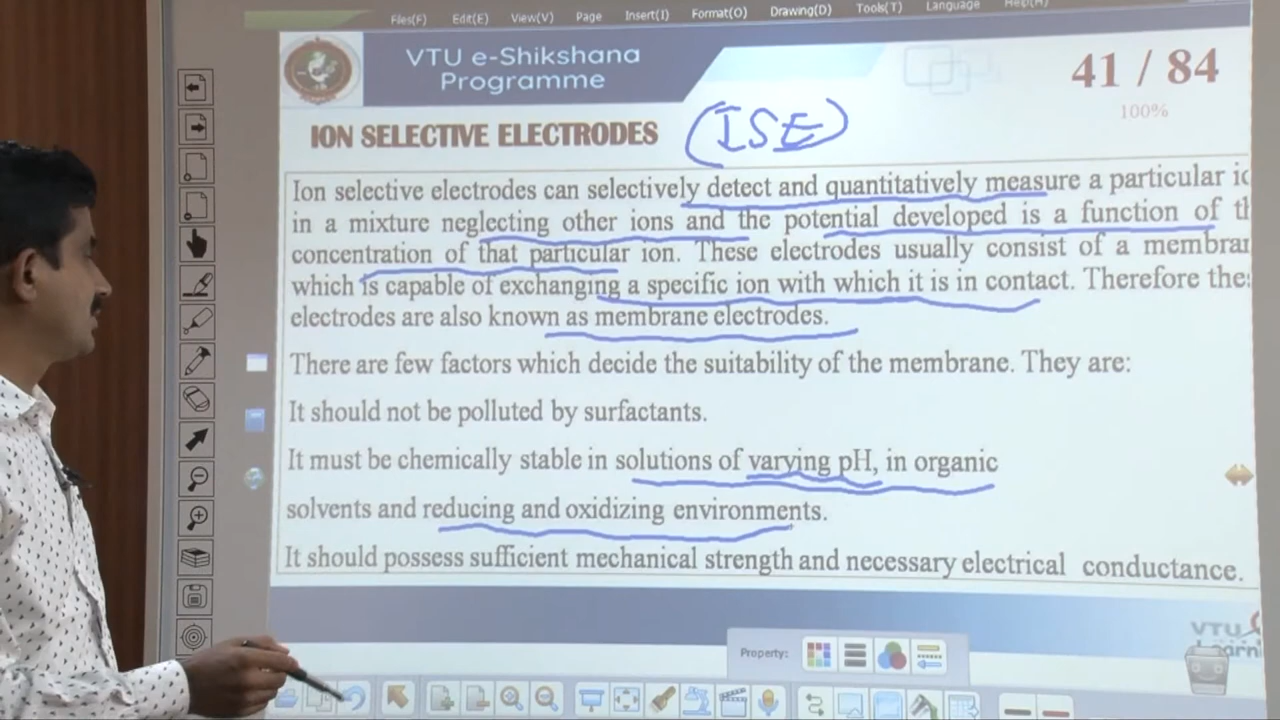 Files(F) Edit(E) View(V) Page Insert(I) Format(O) Drawing(D) Tools(T) Language Help(H)
VTU e-Shikshana
Programme
41 / 84
100%
ION SELECTIVE ELECTRODES (ISE)
Ion selective electrodes can selectively detect and quantitatively measure a particular
in a mixture neglecting other ions and the potential developed is a function of
concentration of that particular ion. These electrodes usually consist of a
which is capable of exchanging a specific ion with which it is in contact. Therefore
electrodes are also known as membrane electrodes.
There are few factors which decide the suitability of the membrane. They are:
It should not be polluted by surfactants.
It must be chemically stable in solutions of varying pH, in organic
solvents and reducing and oxidizing environments.
It should possess sufficient mechanical strength and necessary electrical conductance.
VTU
Property: